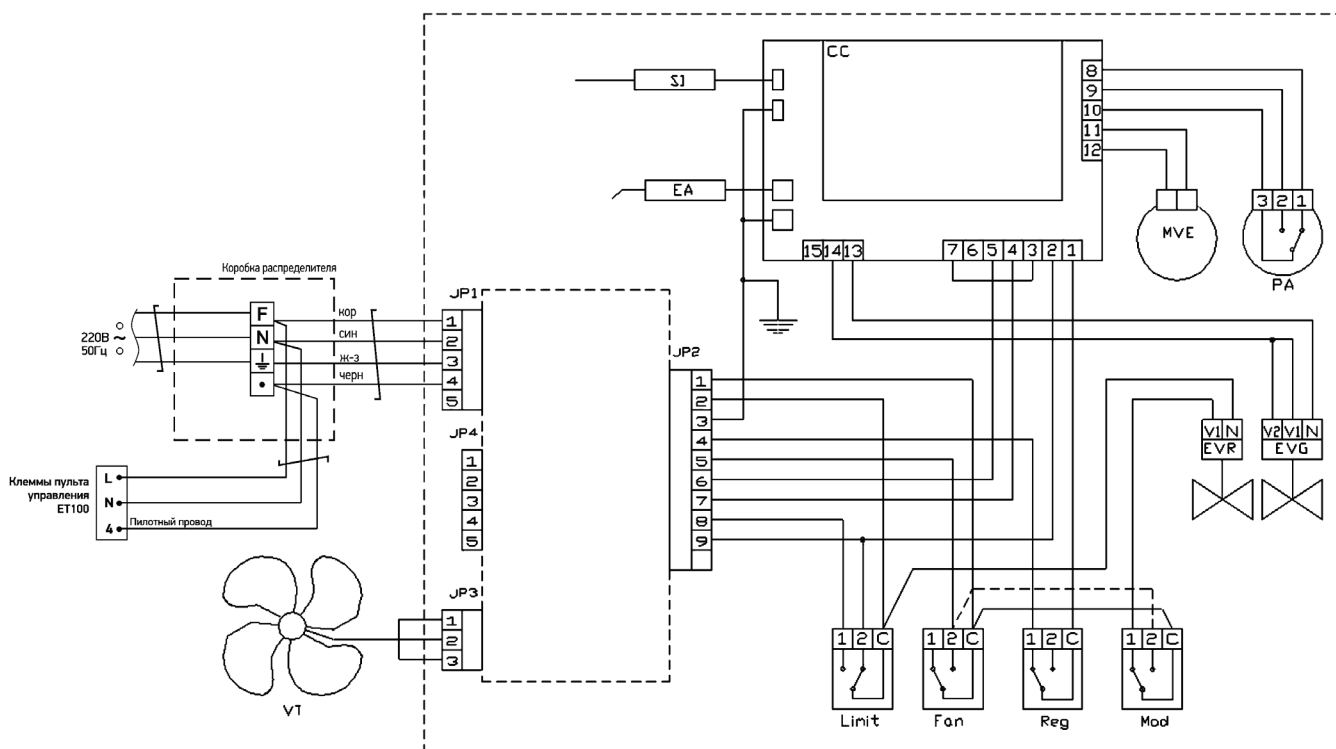 CC
SI
8
9
10
11
12
EA
MVE
3 2 1
PA
15 14 13
7 6 5 4 3 2 1
Коробка распределителя
JP1
220В ~
50Гц
F
N
кор
син
ж-з
черн
1
2
3
4
5
JP2
1
2
3
4
5
6
7
8
9
JP4
1
2
3
4
5
V1 N
EVR
V2 V1 N
EVG
Клеммы пульта
управления
ET100
L
N
4
Пилотный провод
JP3
1
2
3
VT
1 2 C
Limit
1 2 C
Fan
1 2 C
Reg
1 2 C
Mod